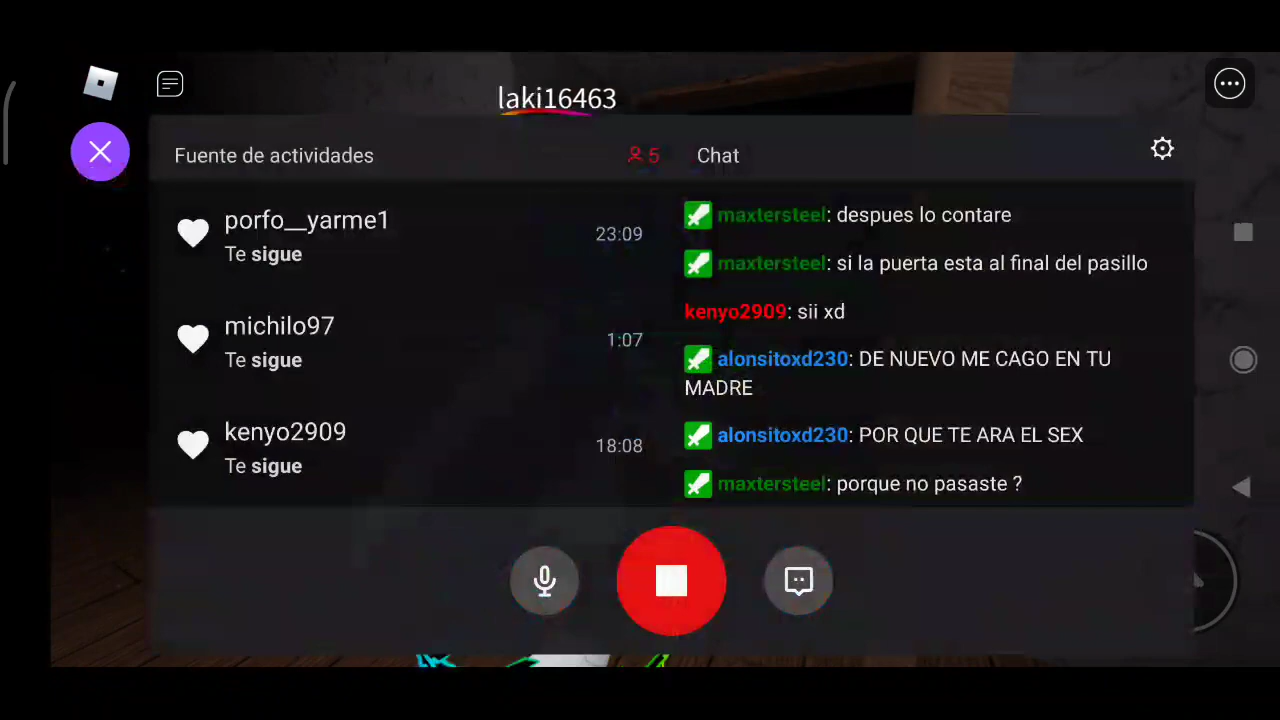 laki16463
Fuente de actividades
5
Chat
porfo__yarme1
Te sigue
23:09
michilo97
Te sigue
1:07
kenyo2909
Te sigue
18:08
maxtersteel: despues lo contare
maxtersteel: si la puerta esta al final del pasillo
kenyo2909: sii xd
alonsitoxd230: DE NUEVO ME CAGO EN TU
MADRE
alonsitoxd230: POR QUE TE ARA EL SEX
maxtersteel: porque no pasaste ?